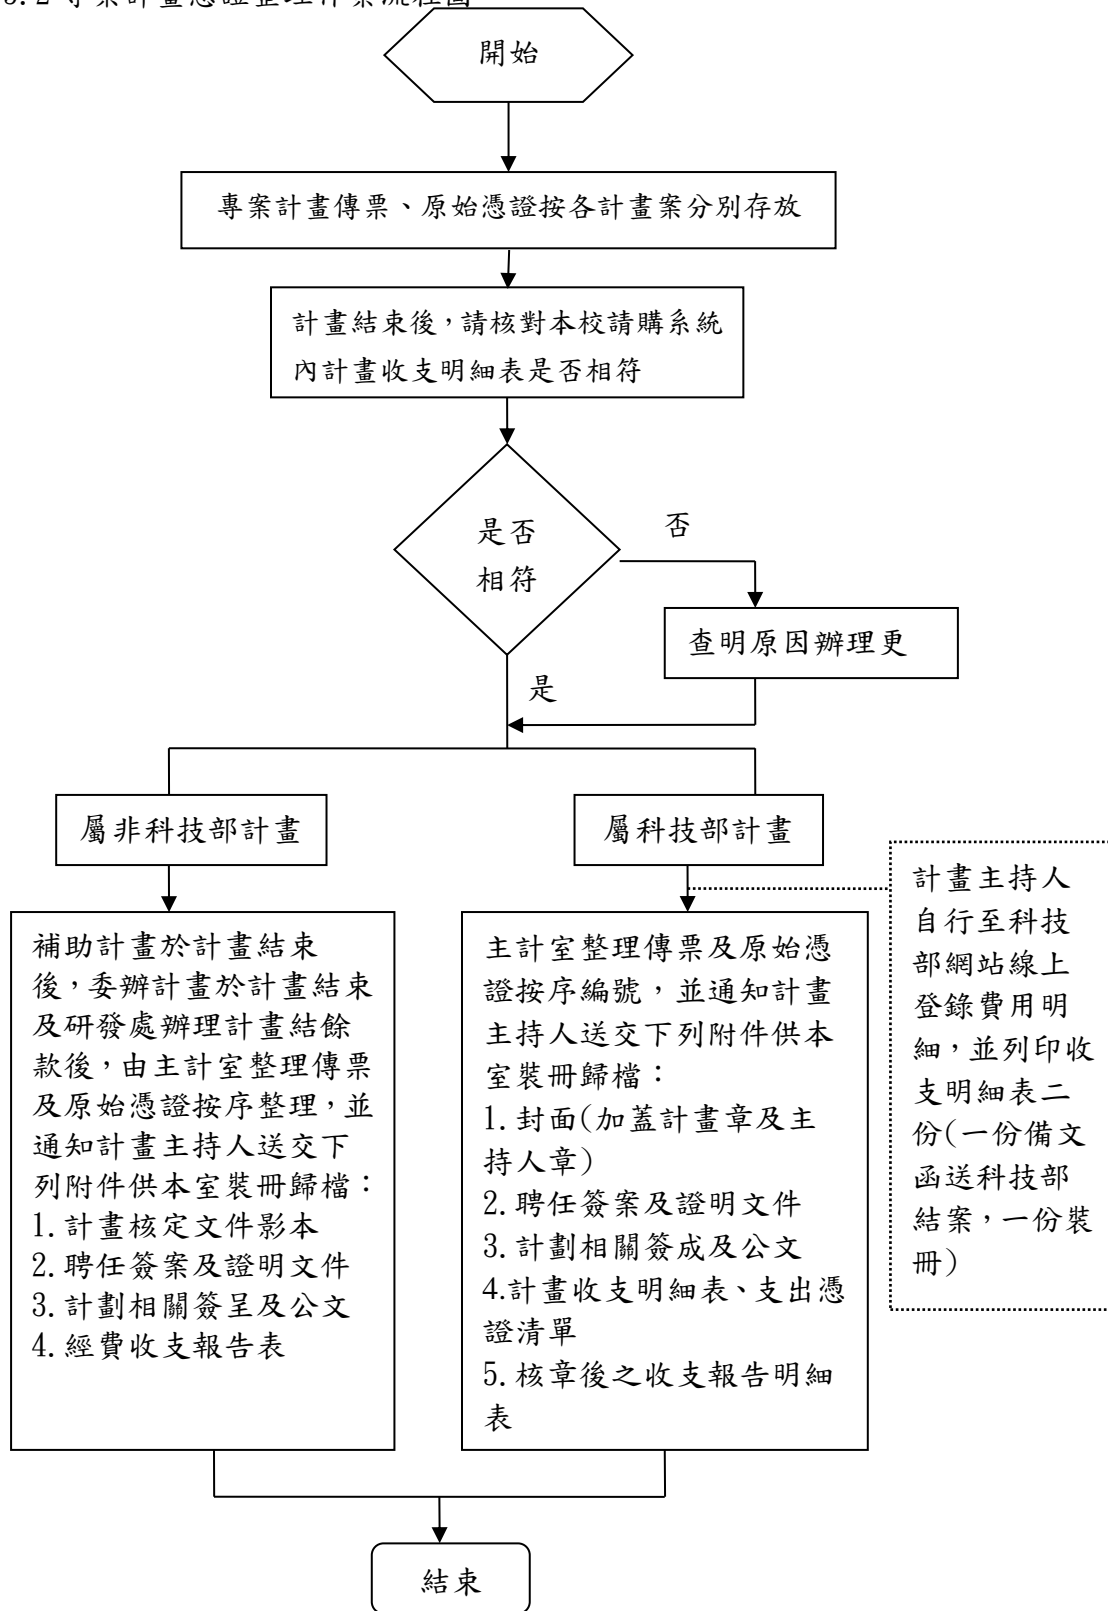 專案計畫憑證整理作業流程圖
開始
專案計畫傳票、原始憑證按各計畫案分別存放
計畫結束後，請核對本校請購系統
內計畫收支明細表是否相符
是否
相符
否
查明原因辦理更
是
屬非科技部計畫
屬科技部計畫
補助計畫於計畫結束
後，委辦計畫於計畫結束
及研發處辦理計畫結餘
款後，由主計室整理傳票
及原始憑證按序整理，並
通知計畫主持人送交下
列附件供本室裝冊歸檔：
1.計畫核定文件影本
2.聘任簽案及證明文件
3.計劃相關簽呈及公文
4.經費收支報告表
主計室整理傳票及原始憑
證按序編號，並通知計畫
主持人送交下列附件供本
室裝冊歸檔：
1.封面(加蓋計畫章及主
持人章)
2.聘任簽案及證明文件
3.計劃相關簽成及公文
4.計畫收支明細表、支出憑
證清單
5.核章後之收支報告明細
表
計畫主持人
自行至科技
部網站線上
登錄費用明
細，並列印收
支明細表二
份(一份備文
函送科技部
結案，一份裝
冊)
結束